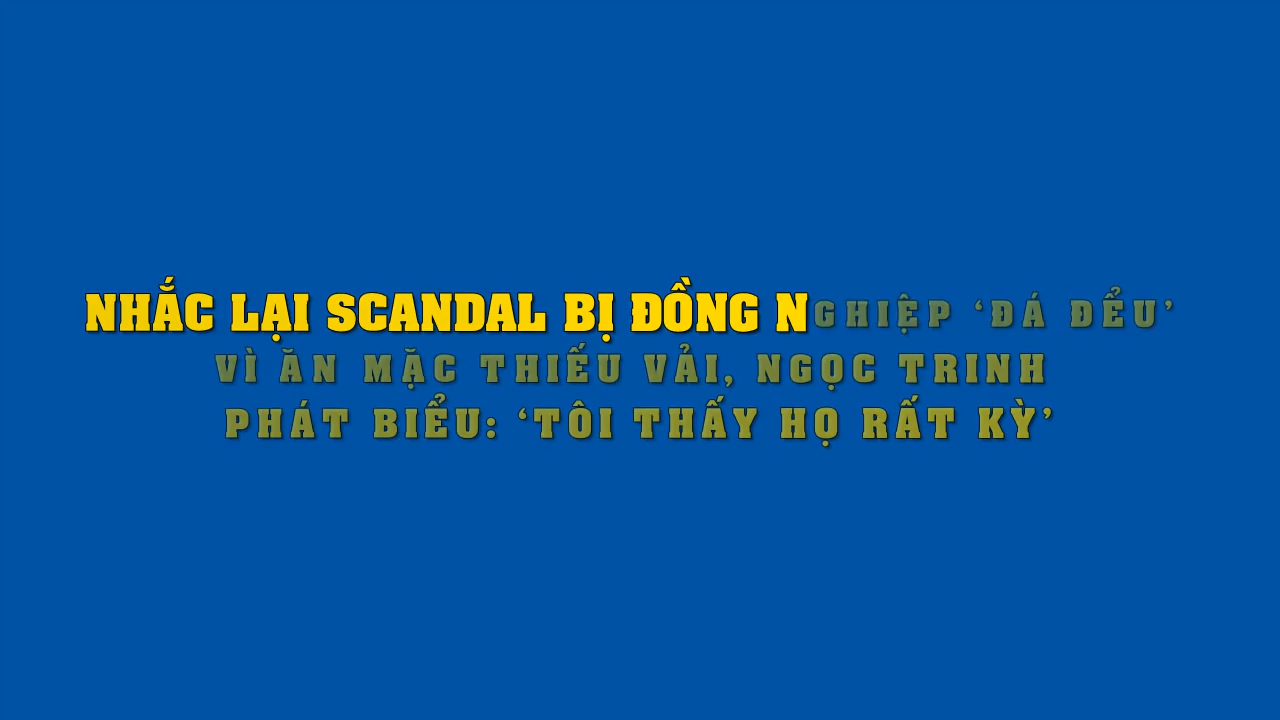 NHẮC LẠI SCANDAL BỊ ĐỒNG NGHIỆP ‘ĐÁ ĐỂU’
VÌ ĂN MẶC THIẾU VẢI, NGỌC TRINH
PHÁT BIỂU: ‘TÔI THẤY HỌ RẤT KỲ’